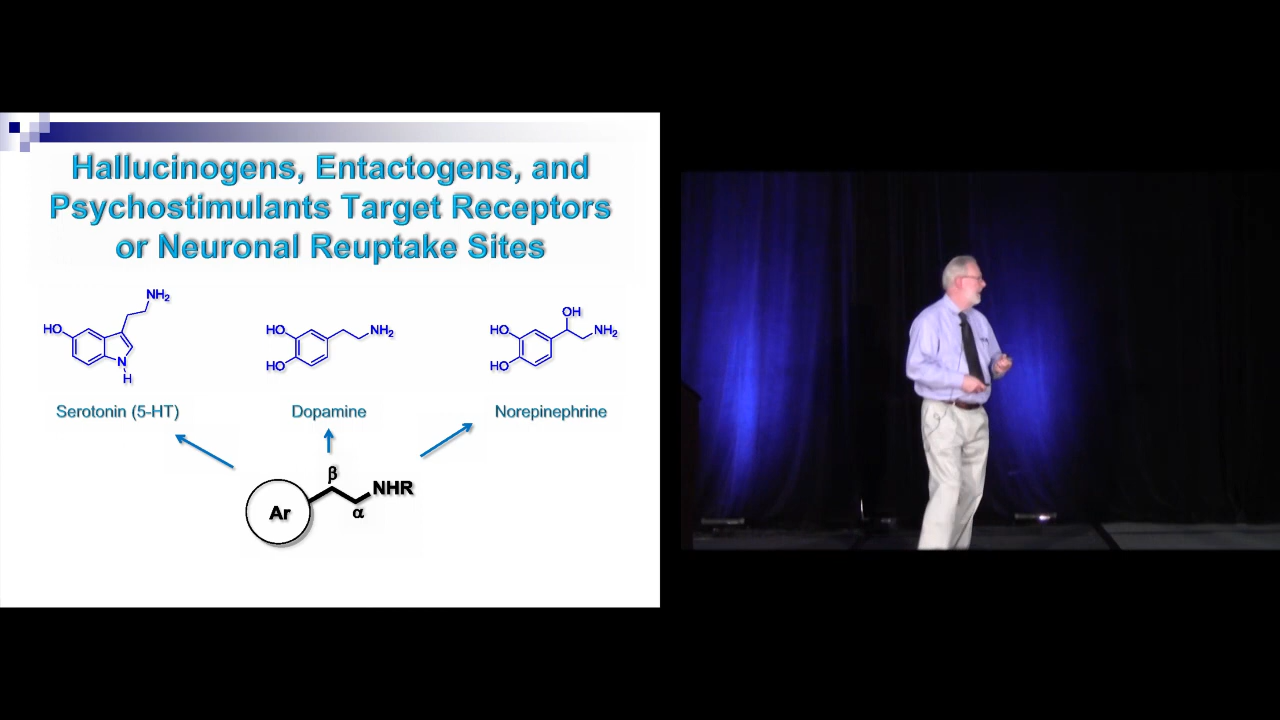 Hallucinogens, Entactogens, and
Psychostimulants Target Receptors
or Neuronal Reuptake Sites
NH₂
HO
N
H
HO
HO
NH₂
OH
HO
HO
NH₂
Serotonin (5-HT)
Dopamine
Norepinephrine
β
NHR
Ar
α